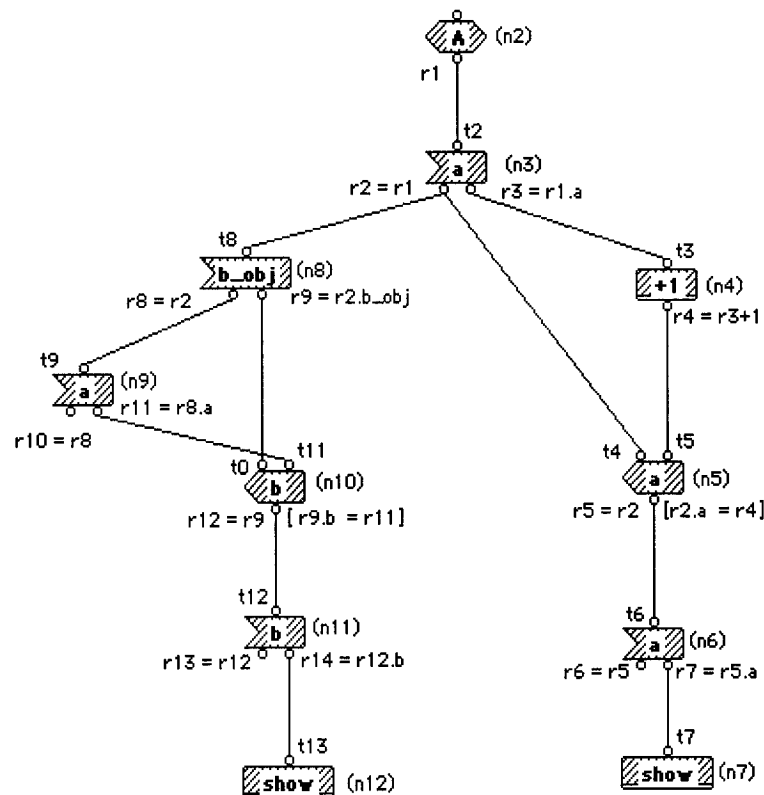 A (n2)
r1
t2
a (n3)
r2 = r1 r3 = r1.a
t8 t3
b_obj (n8) +1 (n4)
r8 = r2 r9 = r2.b_obj r4 = r3+1
t9
a (n9)
r11 = r8.a
r10 = r8 t0 t11 t4 t5
b (n10) a (n5)
r12 = r9 [r9.b = r11] r5 = r2 [r2.a = r4]
t12 t6
b (n11) a (n6)
r13 = r12 r14 = r12.b r6 = r5 r7 = r5.a
t13 t7
show (n12) show (n7)